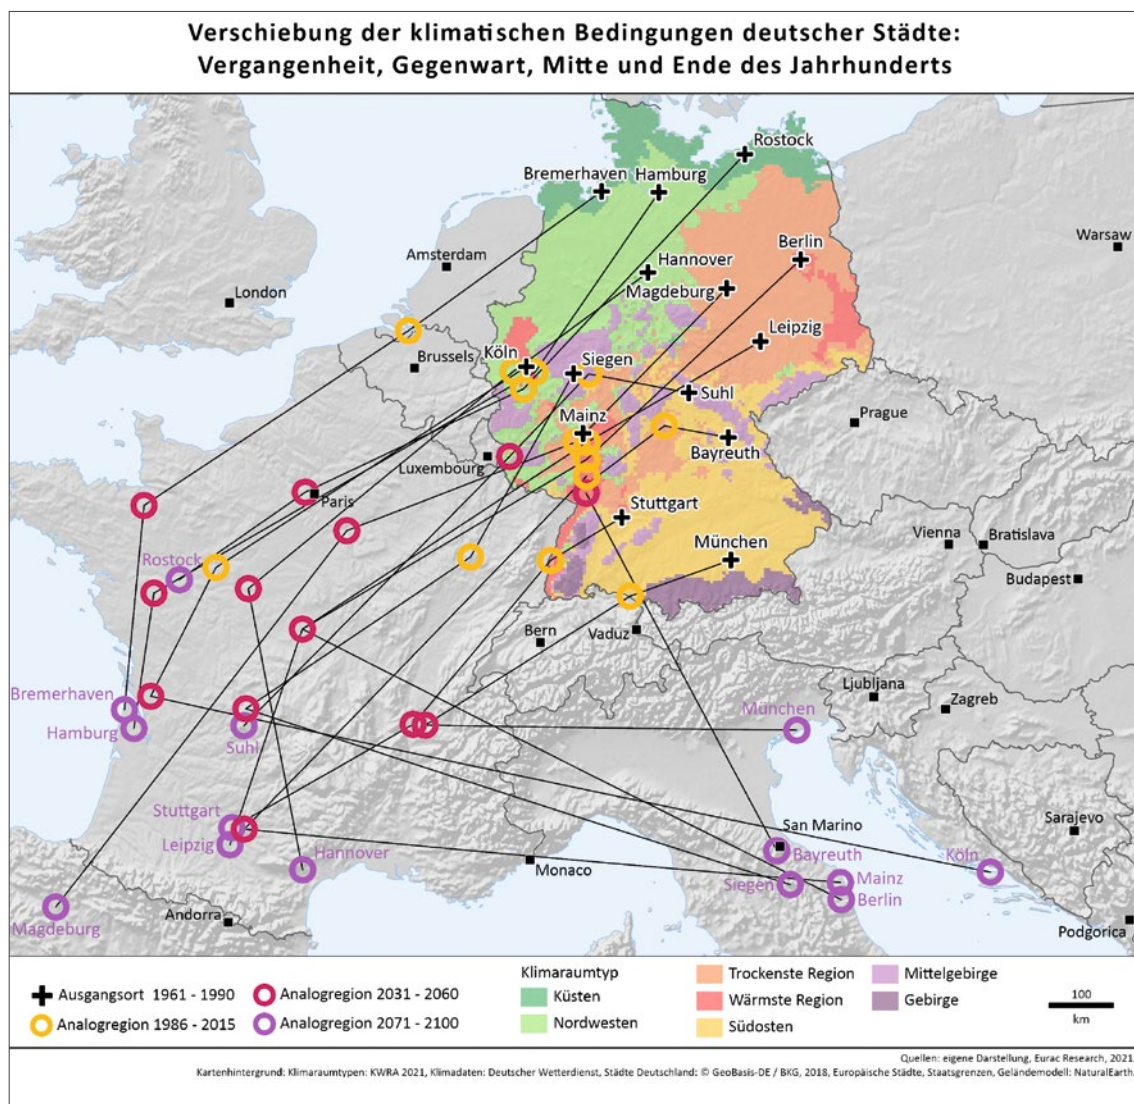 Verschiebung der klimatischen Bedingungen deutscher Städte:
Vergangenheit, Gegenwart, Mitte und Ende des Jahrhunderts
Rostock
Bremerhaven
Hamburg
Warsaw
Berlin
Amsterdam
Hannover
Magdeburg
London
Leipzig
Köln
Brussels
Siegen
Suhl
Mainz
Prague
Bayreuth
Luxembourg
Paris
Stuttgart
Vienna
Bratislava
München
Rostock
Budapest
Bern
Vaduz
Ljubljana
Zagreb
Bremerhaven
München
Hamburg
Suhl
Stuttgart
San Marino
Sarajevo
Leipzig
Hannover
Bayreuth
Köln
Monaco
Siegen
Mainz
Berlin
Magdeburg
Andorra
Podgorica
Ausgangsort 1961 - 1990
Analogregion 1986 - 2015
Analogregion 2031 - 2060
Analogregion 2071 - 2100
Klimaraumtyp
Küsten
Nordwesten
Trockenste Region
Wärmste Region
Südosten
Mittelgebirge
Gebirge
100
km
Quellen: eigene Darstellung, Eurac Research, 2021.
Kartenhintergrund: Klimaraumtypen: KWRA 2021, Klimadaten: Deutscher Wetterdienst, Städte Deutschland: © GeoBasis-DE / BKG, 2018, Europäische Städte, Staatsgrenzen, Geländemodell: NaturalEarth.